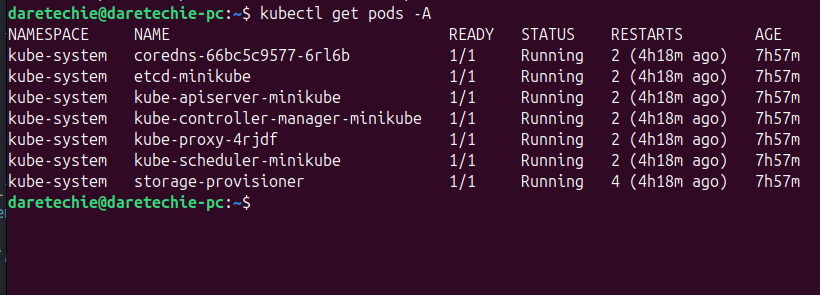 daretechie@daretechie-pc:~$ kubectl get pods -A
NAMESPACE NAME READY STATUS RESTARTS AGE
kube-system coredns-66bc5c9577-6rl6b 1/1 Running 2 (4h18m ago) 7h57m
kube-system etcd-minikube 1/1 Running 2 (4h18m ago) 7h57m
kube-system kube-apiserver-minikube 1/1 Running 2 (4h18m ago) 7h57m
kube-system kube-controller-manager-minikube 1/1 Running 2 (4h18m ago) 7h57m
kube-system kube-proxy-4rjdf 1/1 Running 2 (4h18m ago) 7h57m
kube-system kube-scheduler-minikube 1/1 Running 2 (4h18m ago) 7h57m
kube-system storage-provisioner 1/1 Running 4 (4h18m ago) 7h57m
daretechie@daretechie-pc:~$